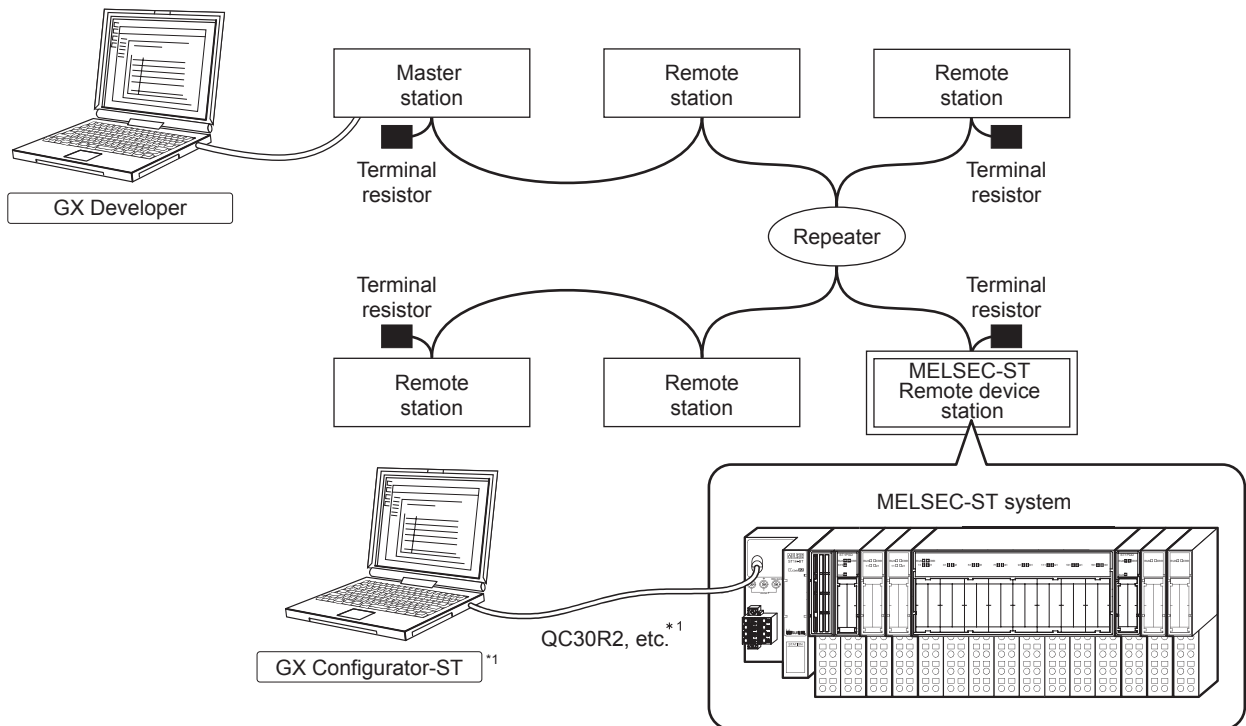 Master
station
Remote
station
Remote
station
Terminal
resistor
Terminal
resistor
GX Developer
Repeater
Terminal
resistor
Terminal
resistor
Remote
station
Remote
station
MELSEC-ST
Remote device
station
MELSEC-ST system
QC30R2, etc.*1
GX Configurator-ST *1